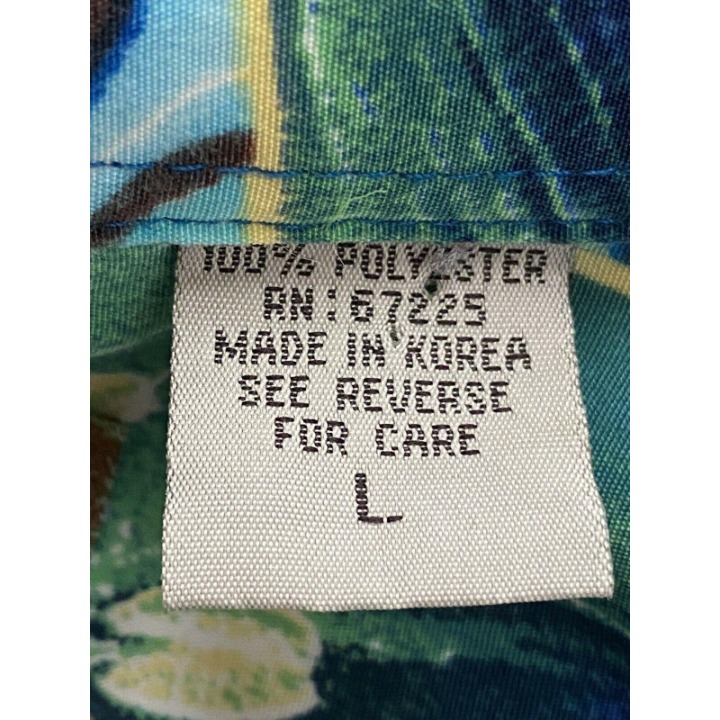 100% POLYESTER
RN: 67225
MADE IN KOREA
SEE REVERSE
FOR CARE
L